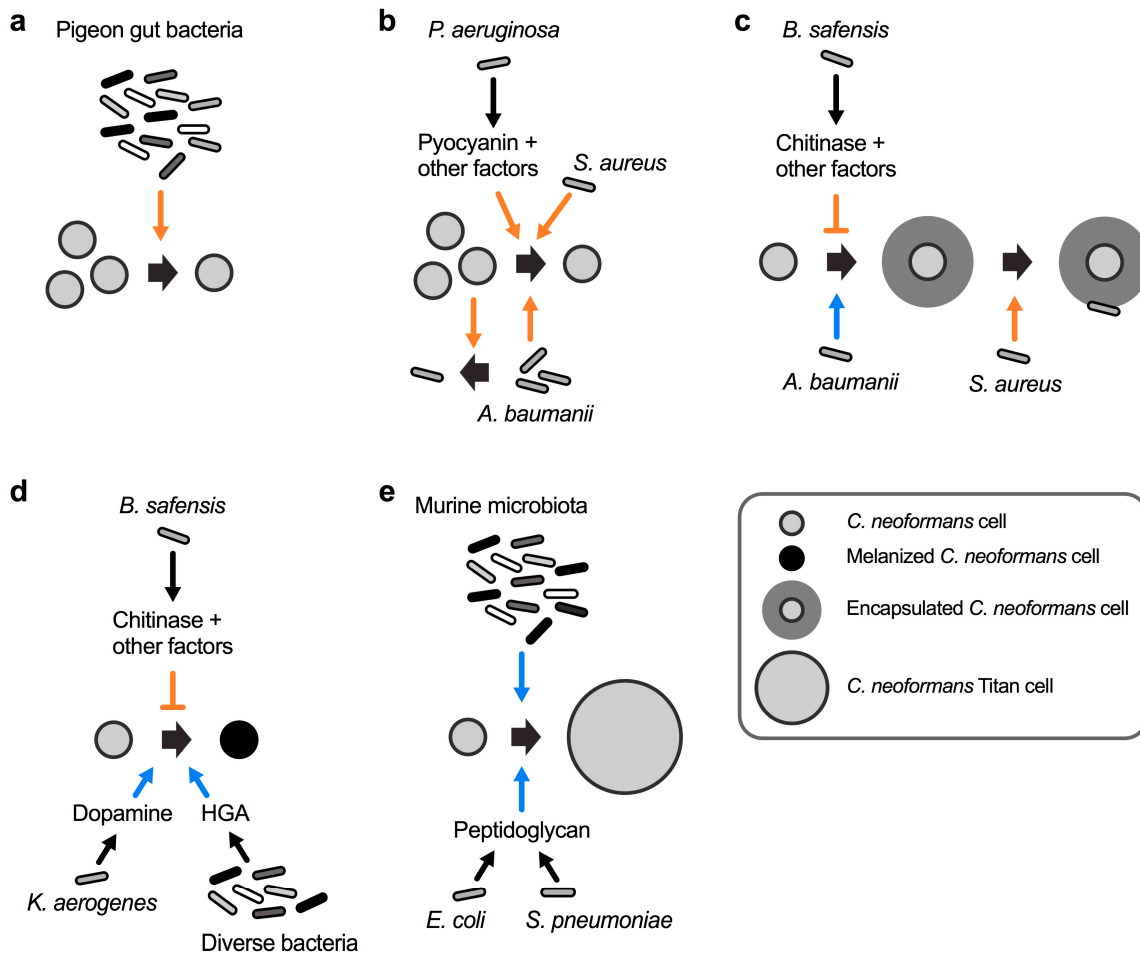 a
Pigeon gut bacteria
b
P. aeruginosa
Pyocyanin +
other factors
S. aureus
A. baumanii
c
B. safensis
Chitinase +
other factors
A. baumanii
S. aureus
d
B. safensis
Chitinase +
other factors
Dopamine
HGA
K. aerogenes
Diverse bacteria
e
Murine microbiota
Peptidoglycan
E. coli
S. pneumoniae
C. neoformans cell
Melanized C. neoformans cell
Encapsulated C. neoformans cell
C. neoformans Titan cell